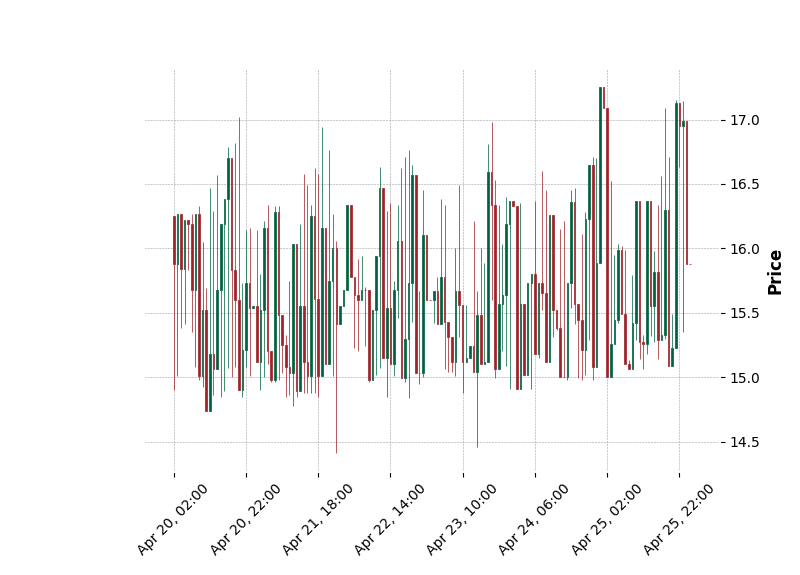 17.0
16.5
16.0
15.5
15.0
14.5
Price
Apr 20, 02:00
Apr 20, 22:00
Apr 21, 18:00
Apr 22, 14:00
Apr 23, 10:00
Apr 24, 06:00
Apr 25, 02:00
Apr 25, 22:00